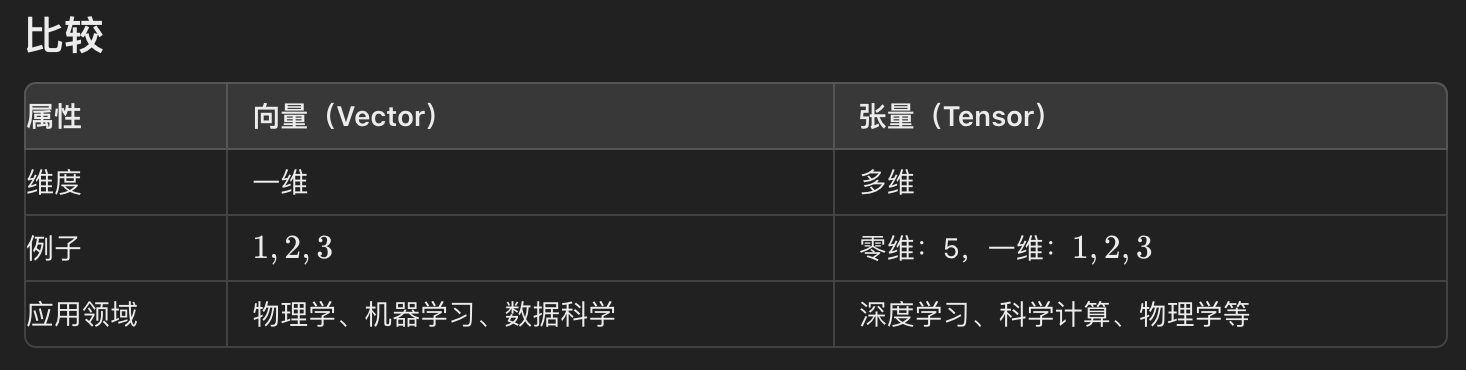 比较
属性 向量（Vector） 张量（Tensor）
维度 一维 多维
例子 1, 2, 3 零维：5，一维：1, 2, 3
应用领域 物理学、机器学习、数据科学 深度学习、科学计算、物理学等